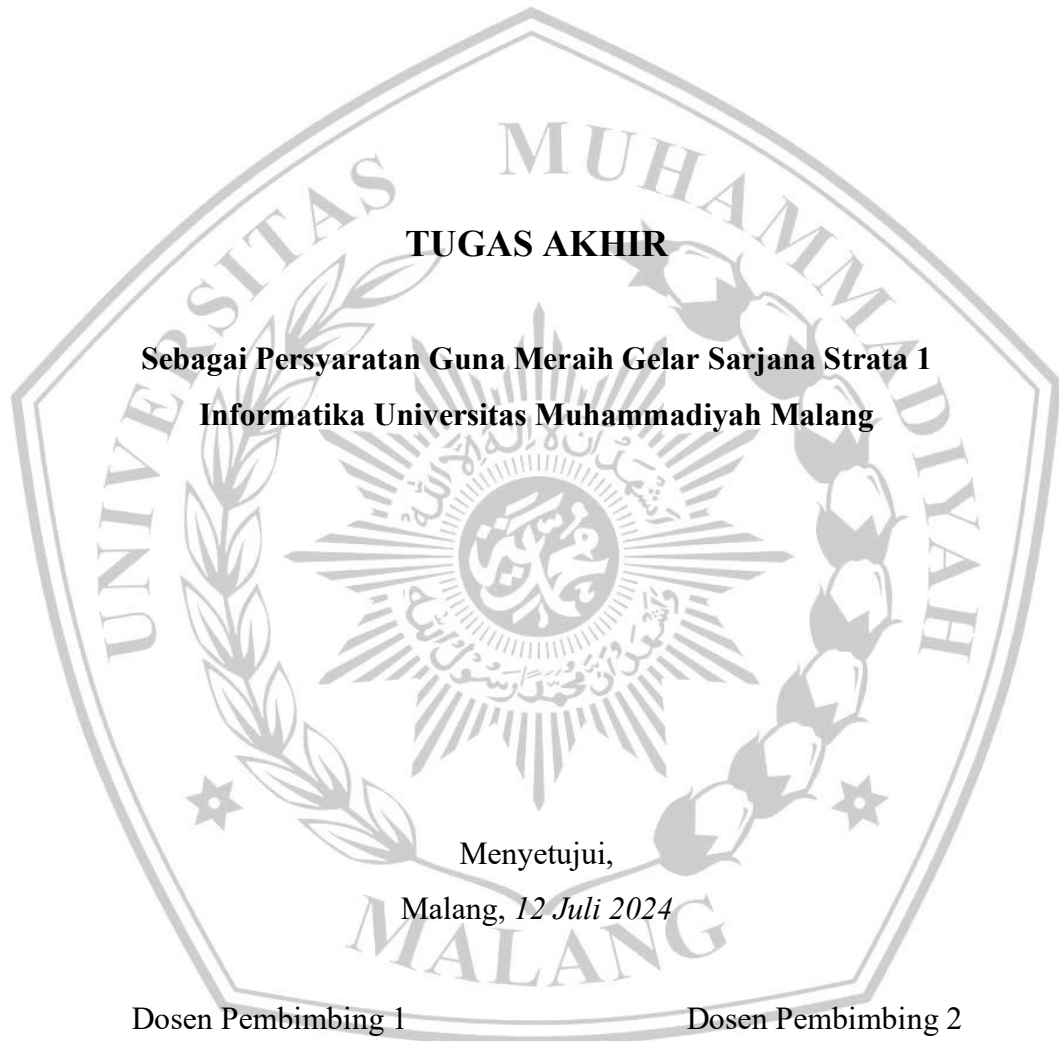 UNIVERSITAS MUHAMMADIYAH
TUGAS AKHIR
Sebagai Persyaratan Guna Meraih Gelar Sarjana Strata 1
Informatika Universitas Muhammadiyah Malang
Menyetujui,
Malang, 12 Juli 2024
MALANG
Dosen Pembimbing 1 Dosen Pembimbing 2